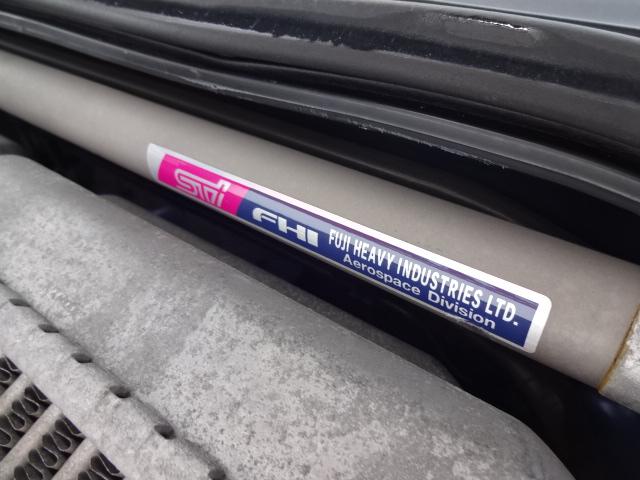 STI
FHI FUJI HEAVY INDUSTRIES LTD.
Aerospace Division